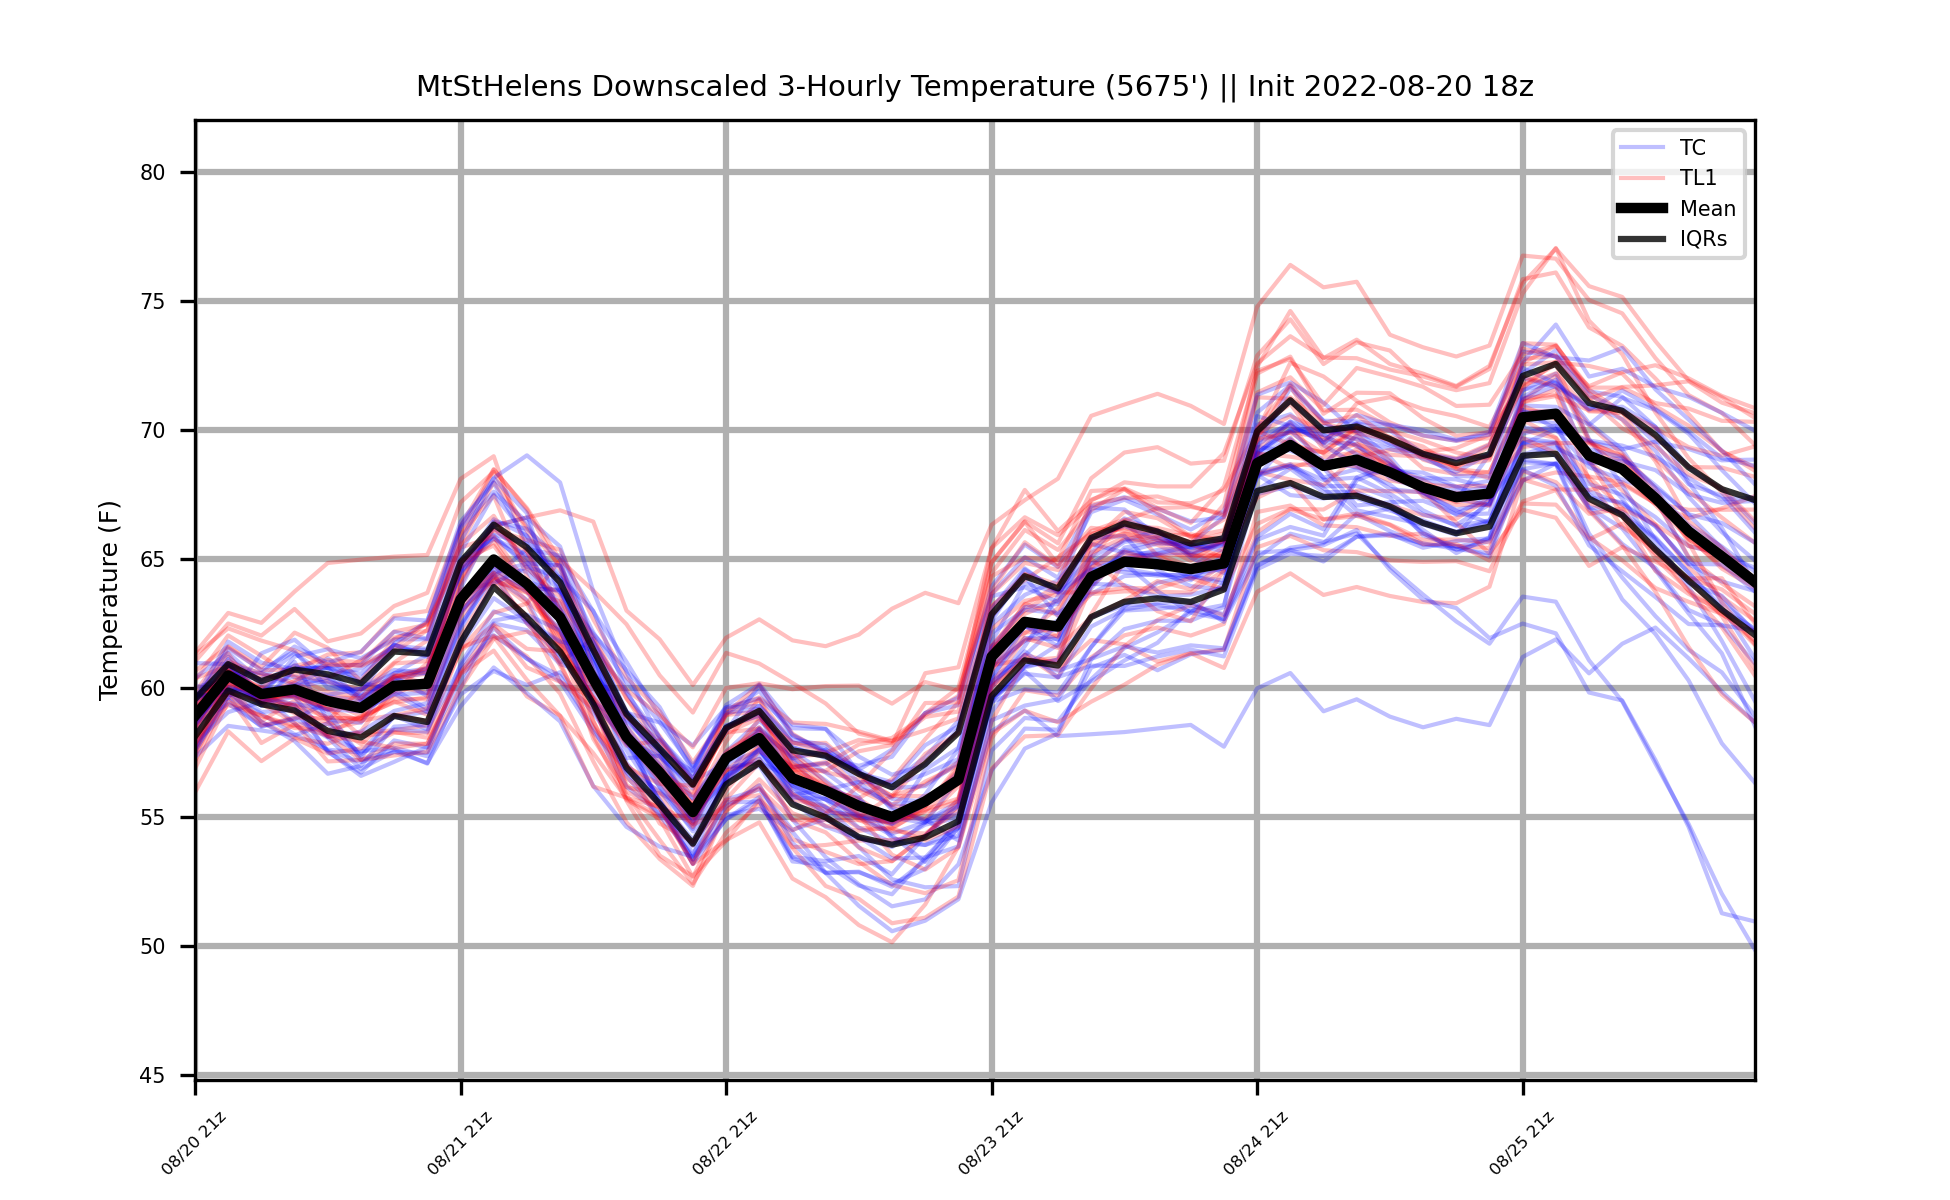 MtStHelens Downscaled 3-Hourly Temperature (5675') || Init 2022-08-20 18z
TC
TL1
Mean
IQRs
Temperature (F)
80
75
70
65
60
55
50
45
08/20 21z
08/21 21z
08/22 21z
08/23 21z
08/24 21z
08/25 21z